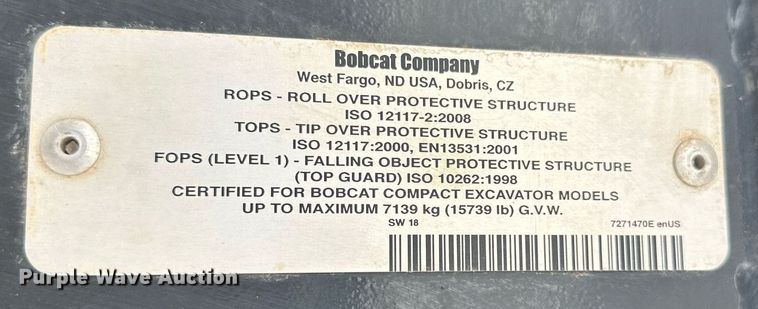 Bobcat Company
West Fargo, ND USA, Dobris, CZ
ROPS - ROLL OVER PROTECTIVE STRUCTURE
ISO 12117-2:2008
TOPS - TIP OVER PROTECTIVE STRUCTURE
ISO 12117:2000, EN13531:2001
FOPS (LEVEL 1) - FALLING OBJECT PROTECTIVE STRUCTURE
(TOP GUARD) ISO 10262:1998
CERTIFIED FOR BOBCAT COMPACT EXCAVATOR MODELS
UP TO MAXIMUM 7139 kg (15739 lb) G.V.W.
SW 18 7271470E enUS
Purple Wave Auction